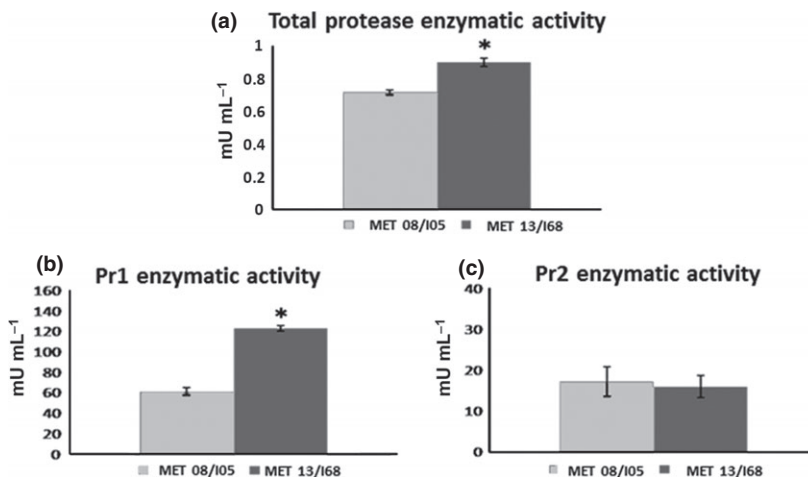 (a) Total protease enzymatic activity
mU mL⁻¹
1
0.8
0.6
0.4
0.2
0
*
MET 08/I05 MET 13/I68
(b) Pr1 enzymatic activity
mU mL⁻¹
160
140
120
100
80
60
40
20
0
*
MET 08/I05 MET 13/I68
(c) Pr2 enzymatic activity
mU mL⁻¹
40
30
20
10
0
MET 08/I05 MET 13/I68